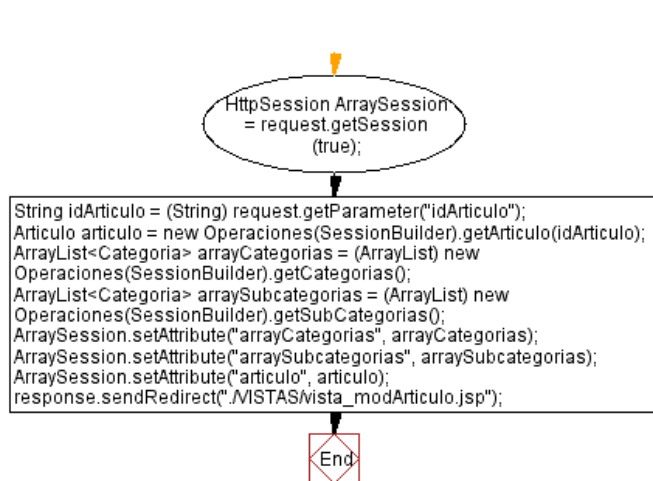 HttpSession ArraySession
= request.getSession
(true);
String idArticulo = (String) request.getParameter("idArticulo");
Articulo articulo = new Operaciones(SessionBuilder).getArticulo(idArticulo);
ArrayList<Categoria> arrayCategorias = (ArrayList) new
Operaciones(SessionBuilder).getCategorias();
ArrayList<Categoria> arraySubcategorias = (ArrayList) new
Operaciones(SessionBuilder).getSubCategorias();
ArraySession.setAttribute("arrayCategorias", arrayCategorias);
ArraySession.setAttribute("arraySubcategorias", arraySubcategorias);
ArraySession.setAttribute("articulo", articulo);
response.sendRedirect("./VISTAS/vista_modArticulo.jsp");
End